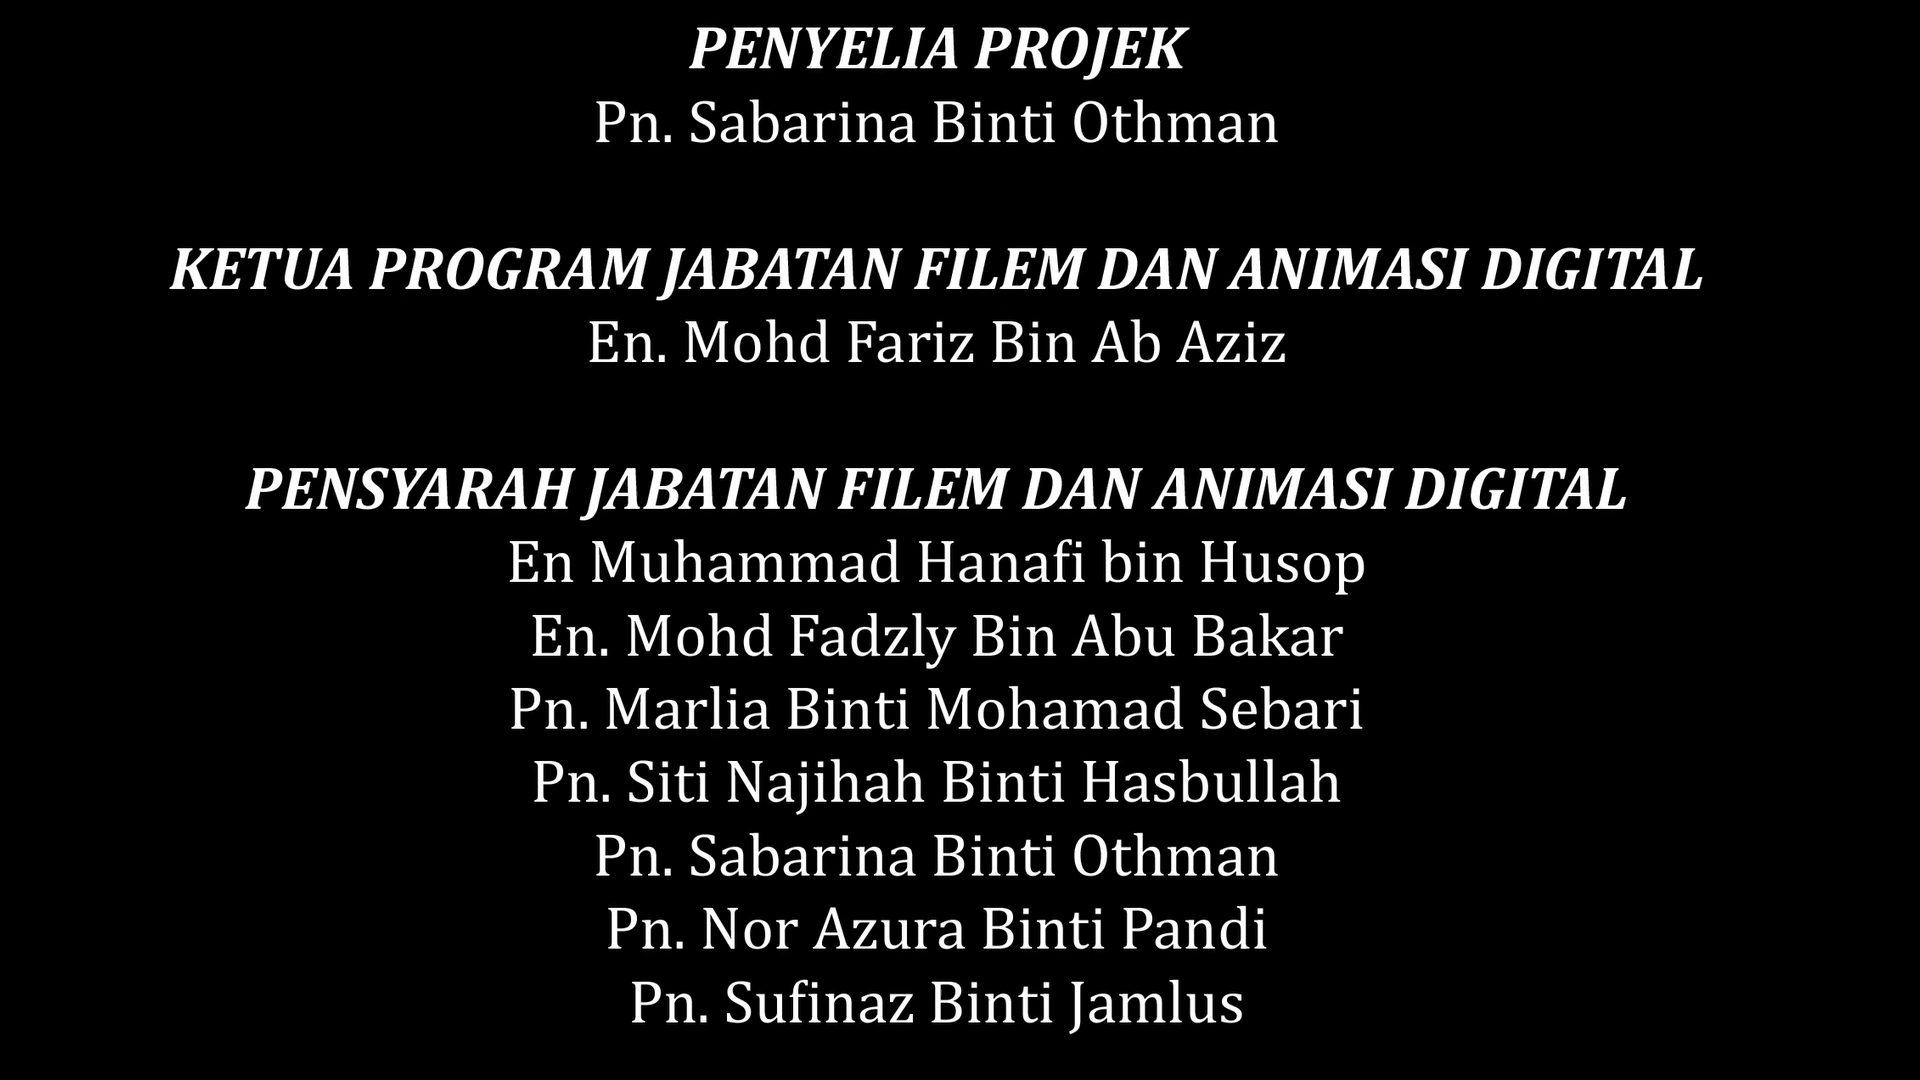 PENYELIA PROJEK
Pn. Sabarina Binti Othman
KETUA PROGRAM JABATAN FILEM DAN ANIMASI DIGITAL
En. Mohd Fariz Bin Ab Aziz
PENSYARAH JABATAN FILEM DAN ANIMASI DIGITAL
En Muhammad Hanafi bin Husop
En. Mohd Fadzly Bin Abu Bakar
Pn. Marlia Binti Mohamad Sebari
Pn. Siti Najihah Binti Hasbullah
Pn. Sabarina Binti Othman
Pn. Nor Azura Binti Pandi
Pn. Sufinaz Binti Jamlus